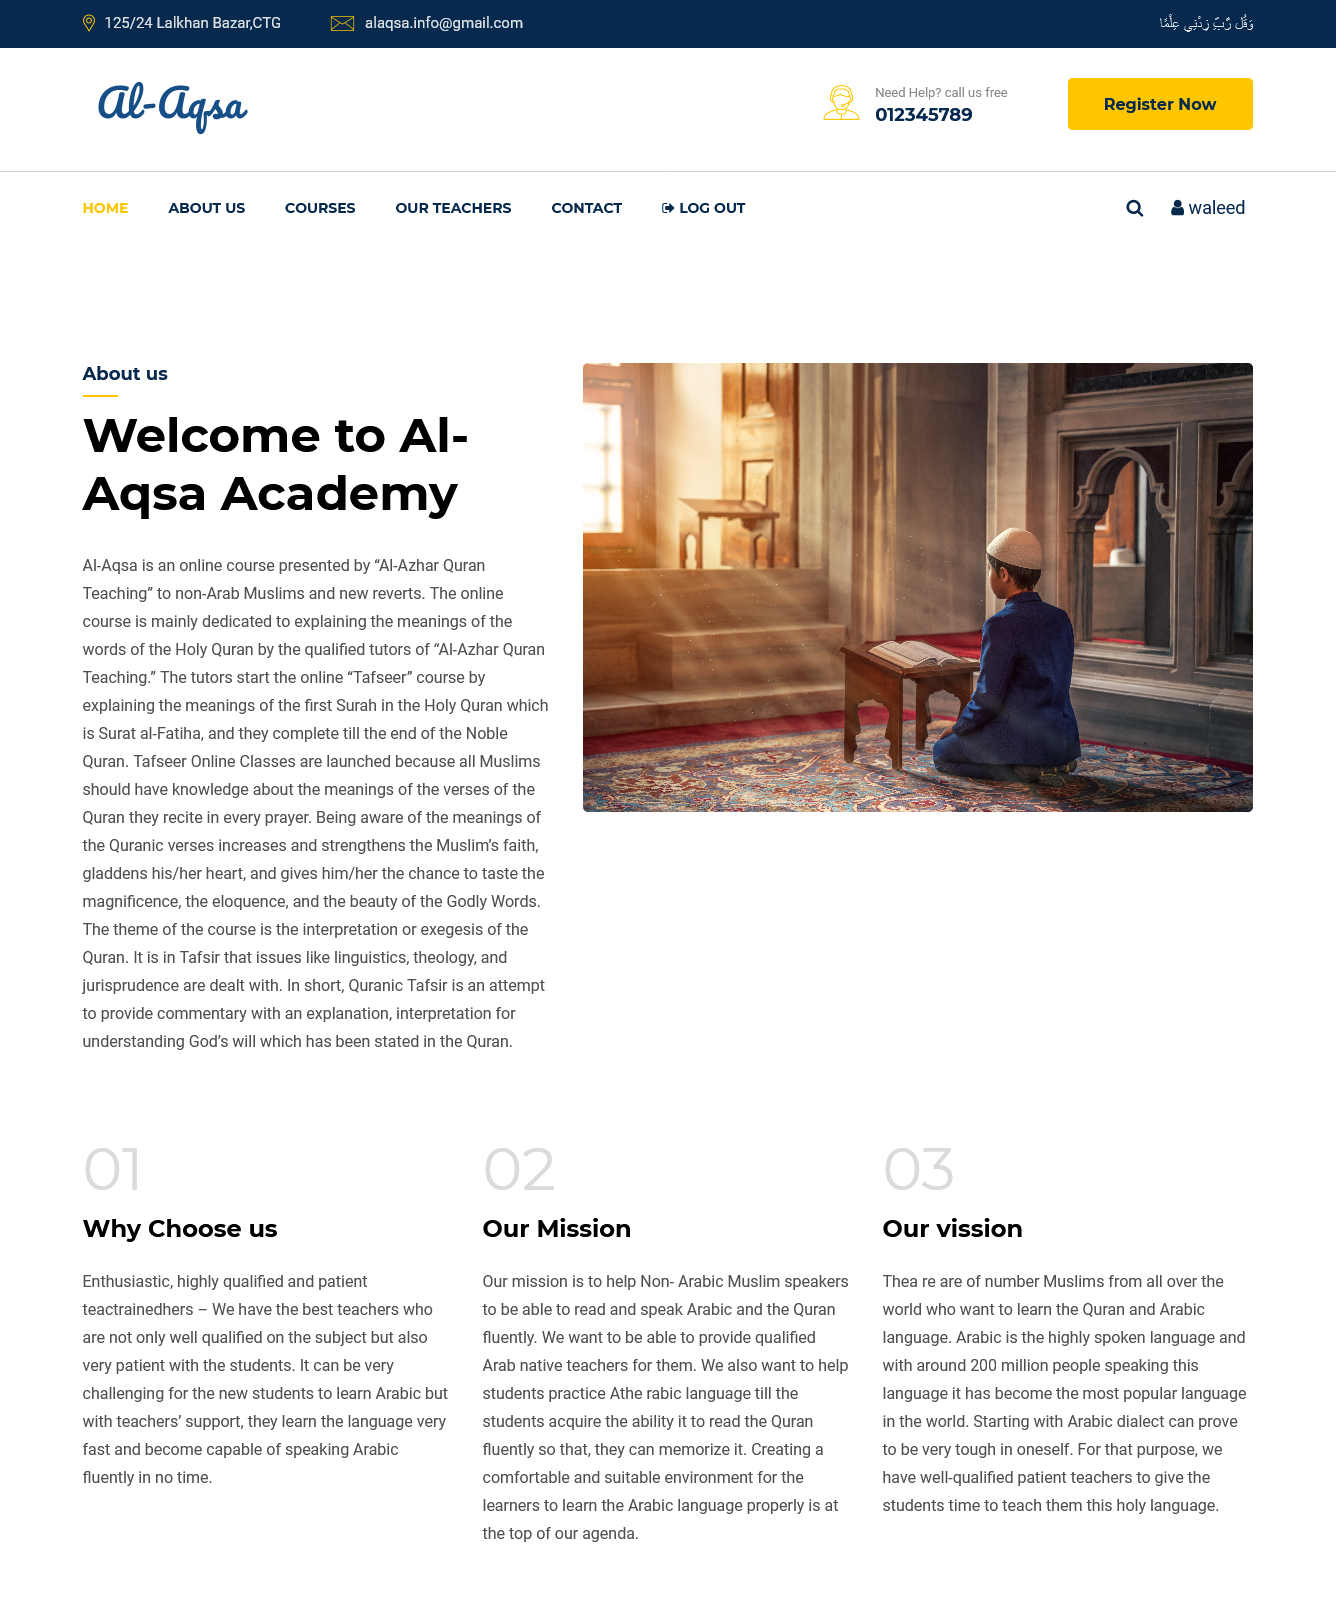 125/24 Lalkhan Bazar,CTG
alaqsa.info@gmail.com
وَقُل رَّبِّ زِدْنِي عِلْمًا
Al-Aqsa
Need Help? call us free
012345789
Register Now
HOME
ABOUT US
COURSES
OUR TEACHERS
CONTACT
LOG OUT
waleed
About us
Welcome to Al-
Aqsa Academy
Al-Aqsa is an online course presented by “Al-Azhar Quran
Teaching” to non-Arab Muslims and new reverts. The online
course is mainly dedicated to explaining the meanings of the
words of the Holy Quran by the qualified tutors of “Al-Azhar Quran
Teaching.” The tutors start the online “Tafseer” course by
explaining the meanings of the first Surah in the Holy Quran which
is Surat al-Fatiha, and they complete till the end of the Noble
Quran. Tafseer Online Classes are launched because all Muslims
should have knowledge about the meanings of the verses of the
Quran they recite in every prayer. Being aware of the meanings of
the Quranic verses increases and strengthens the Muslim’s faith,
gladdens his/her heart, and gives him/her the chance to taste the
magnificence, the eloquence, and the beauty of the Godly Words.
The theme of the course is the interpretation or exegesis of the
Quran. It is in Tafsir that issues like linguistics, theology, and
jurisprudence are dealt with. In short, Quranic Tafsir is an attempt
to provide commentary with an explanation, interpretation for
understanding God’s will which has been stated in the Quran.
01
Why Choose us
Enthusiastic, highly qualified and patient
teactrainedhers – We have the best teachers who
are not only well qualified on the subject but also
very patient with the students. It can be very
challenging for the new students to learn Arabic but
with teachers’ support, they learn the language very
fast and become capable of speaking Arabic
fluently in no time.
02
Our Mission
Our mission is to help Non- Arabic Muslim speakers
to be able to read and speak Arabic and the Quran
fluently. We want to be able to provide qualified
Arab native teachers for them. We also want to help
students practice Athe rabic language till the
students acquire the ability it to read the Quran
fluently so that, they can memorize it. Creating a
comfortable and suitable environment for the
learners to learn the Arabic language properly is at
the top of our agenda.
03
Our vission
Thea re are of number Muslims from all over the
world who want to learn the Quran and Arabic
language. Arabic is the highly spoken language and
with around 200 million people speaking this
language it has become the most popular language
in the world. Starting with Arabic dialect can prove
to be very tough in oneself. For that purpose, we
have well-qualified patient teachers to give the
students time to teach them this holy language.